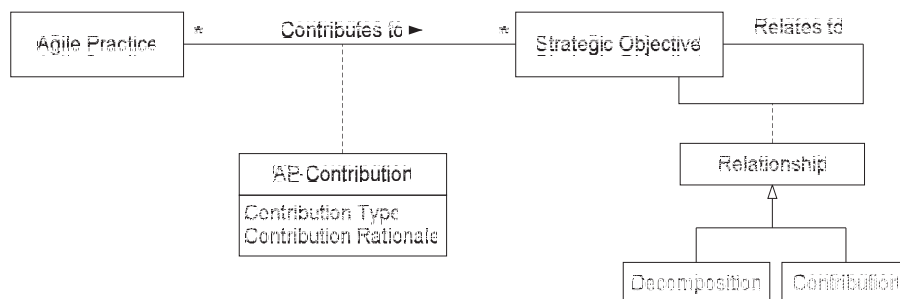 Agile Practice
*
Contributes to ►
*
Strategic Objective
Relates to
AP-Contribution
Contribution Type
Contribution Rationale
Relationship
Decomposition
Contribution